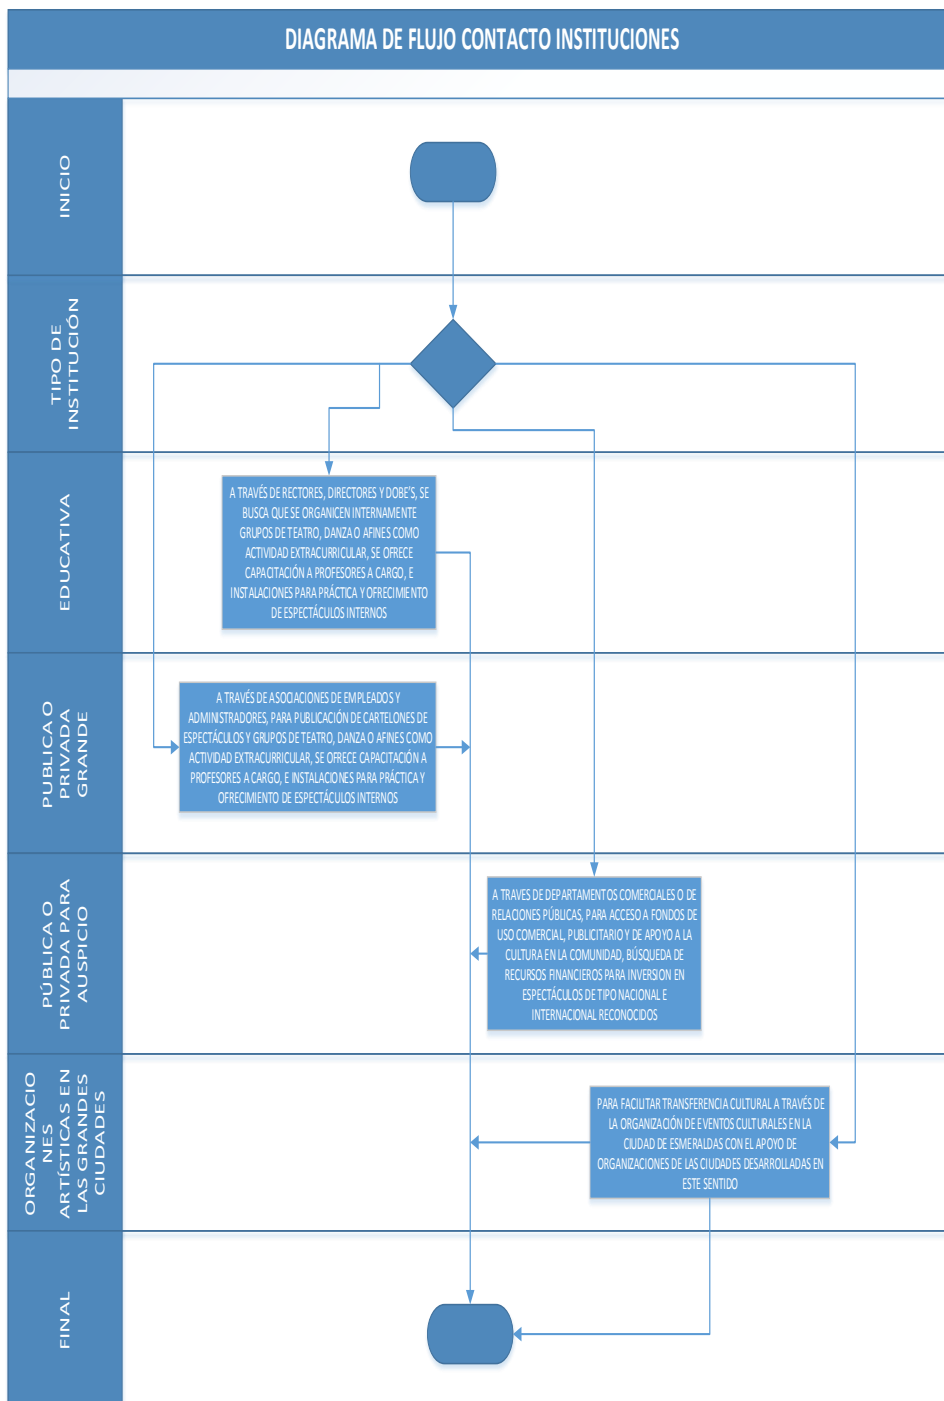 DIAGRAMA DE FLUJO CONTACTO INSTITUCIONES
INICIO
TIPO DE
INSTITUCIÓN
EDUCATIVA
A TRAVÉS DE RECTORES, DIRECTORES Y DOBE'S, SE
BUSCA QUE SE ORGANICEN INTERNAMENTE
GRUPOS DE TEATRO, DANZA O AFINES COMO
ACTIVIDAD EXTRACURRICULAR, SE OFRECE
CAPACITACIÓN A PROFESORES A CARGO, E
INSTALACIONES PARA PRÁCTICA Y OFRECIMIENTO
DE ESPECTÁCULOS INTERNOS
PUBLICA O
PRIVADA
GRANDE
A TRAVÉS DE ASOCIACIONES DE EMPLEADOS Y
ADMINISTRADORES, PARA PUBLICACIÓN DE CARTELONES DE
ESPECTÁCULOS Y GRUPOS DE TEATRO, DANZA O AFINES COMO
ACTIVIDAD EXTRACURRICULAR, SE OFRECE CAPACITACIÓN A
PROFESORES A CARGO, E INSTALACIONES PARA PRÁCTICA Y
OFRECIMIENTO DE ESPECTÁCULOS INTERNOS
PÚBLICA O
PRIVADA PARA
AUSPICIO
A TRAVES DE DEPARTAMENTOS COMERCIALES O DE
RELACIONES PÚBLICAS, PARA ACCESO A FONDOS DE
USO COMERCIAL, PUBLICITARIO Y DE APOYO A LA
CULTURA EN LA COMUNIDAD, BÚSQUEDA DE
RECURSOS FINANCIEROS PARA INVERSION EN
ESPECTÁCULOS DE TIPO NACIONAL E
INTERNACIONAL RECONOCIDOS
ORGANIZACIO
NES
ARTÍSTICAS EN
LAS GRANDES
CIUDADES
PARA FACILITAR TRANSFERENCIA CULTURAL A TRAVÉS DE
LA ORGANIZACIÓN DE EVENTOS CULTURALES EN LA
CIUDAD DE ESMERALDAS CON EL APOYO DE
ORGANIZACIONES DE LAS CIUDADES DESARROLLADAS EN
ESTE SENTIDO
FINAL